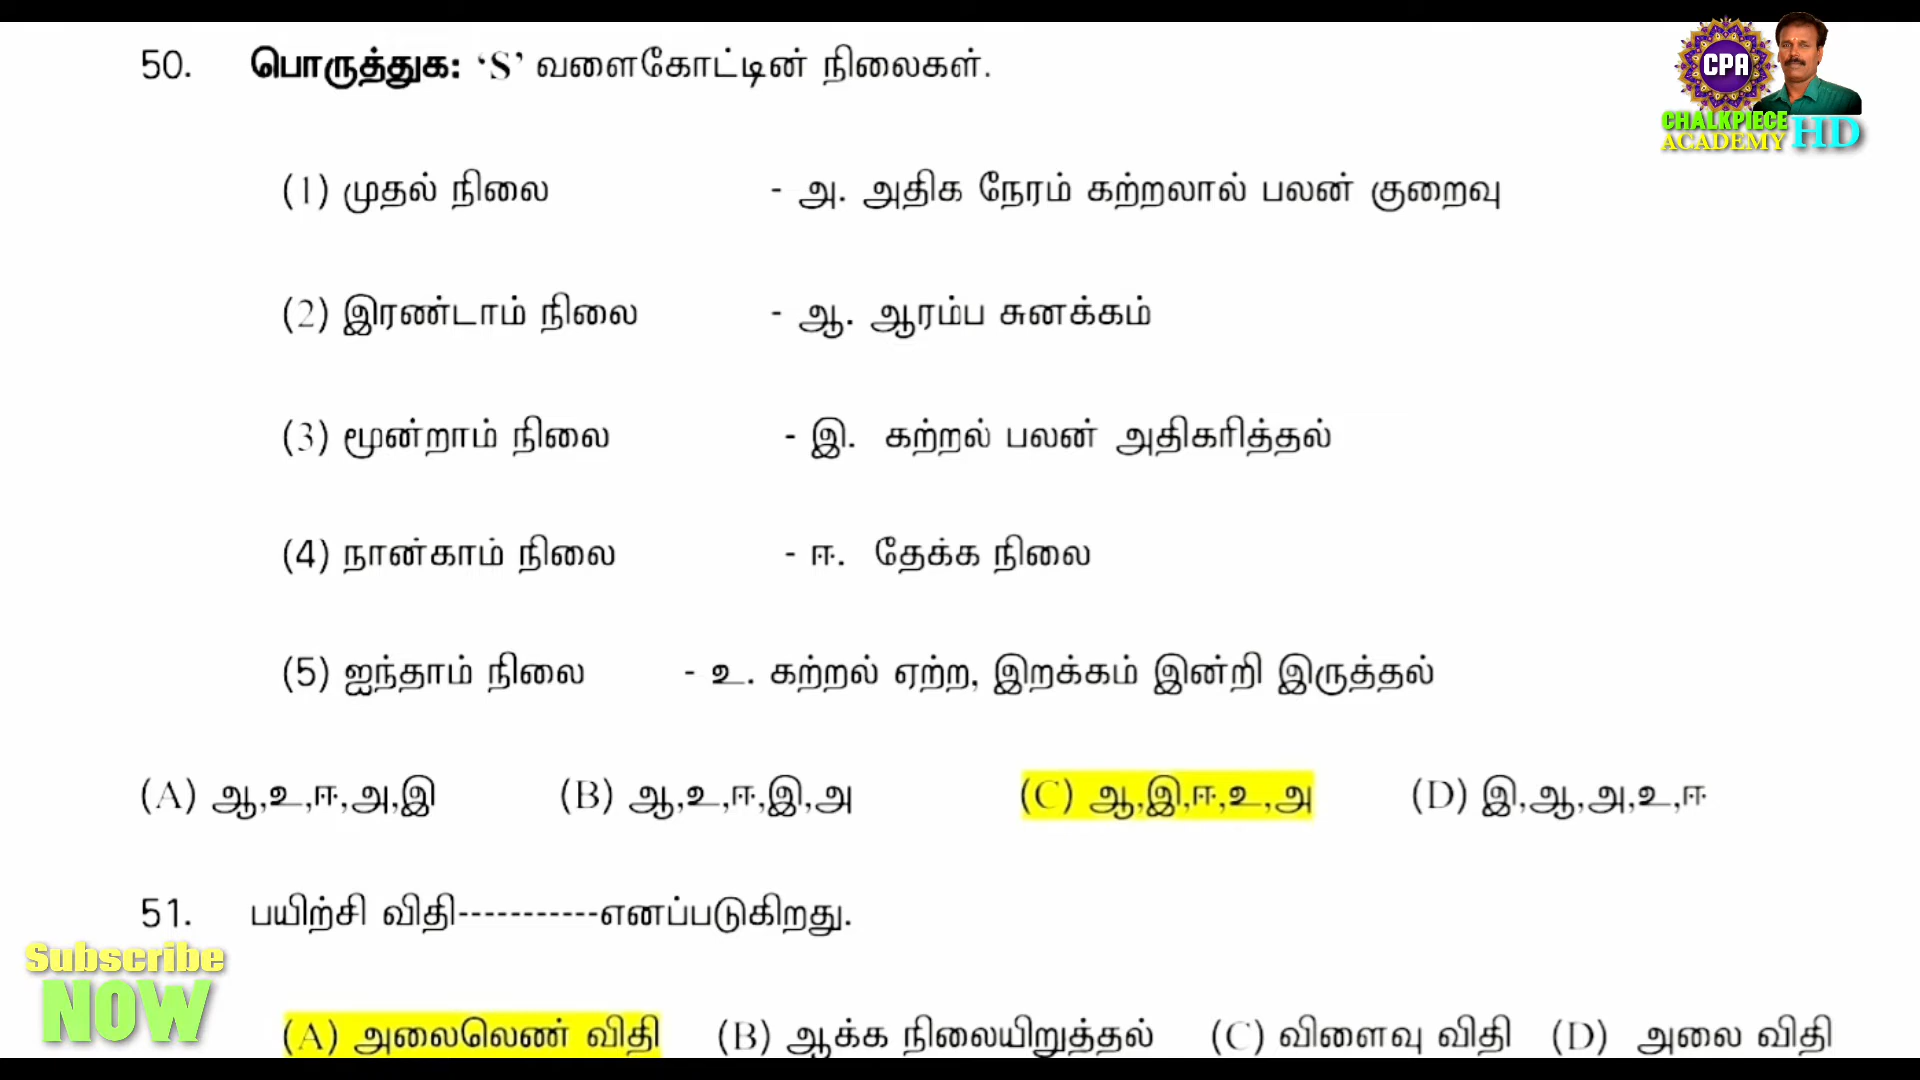 50. பொருத்துக: ‘S’ வளைகோட்டின் நிலைகள்.
CPA
CHALKPIECE
ACADEMY HD
(1) முதல் நிலை - அ. அதிக நேரம் கற்றலால் பலன் குறைவு
(2) இரண்டாம் நிலை - ஆ. ஆரம்ப சுனக்கம்
(3) மூன்றாம் நிலை - இ. கற்றல் பலன் அதிகரித்தல்
(4) நான்காம் நிலை - ஈ. தேக்க நிலை
(5) ஐந்தாம் நிலை - உ. கற்றல் ஏற்ற, இறக்கம் இன்றி இருத்தல்
(A) ஆ,உ,ஈ,அ,இ (B) ஆ,உ,ஈ,இ,அ (C) ஆ,இ,ஈ,உ,அ (D) இ,ஆ,அ,உ,ஈ
51. பயிற்சி விதி-----------எனப்படுகிறது.
Subscribe
NOW
(A) அலைலெண் விதி (B) ஆக்க நிலையிறுத்தல் (C) விளைவு விதி (D) அலை விதி